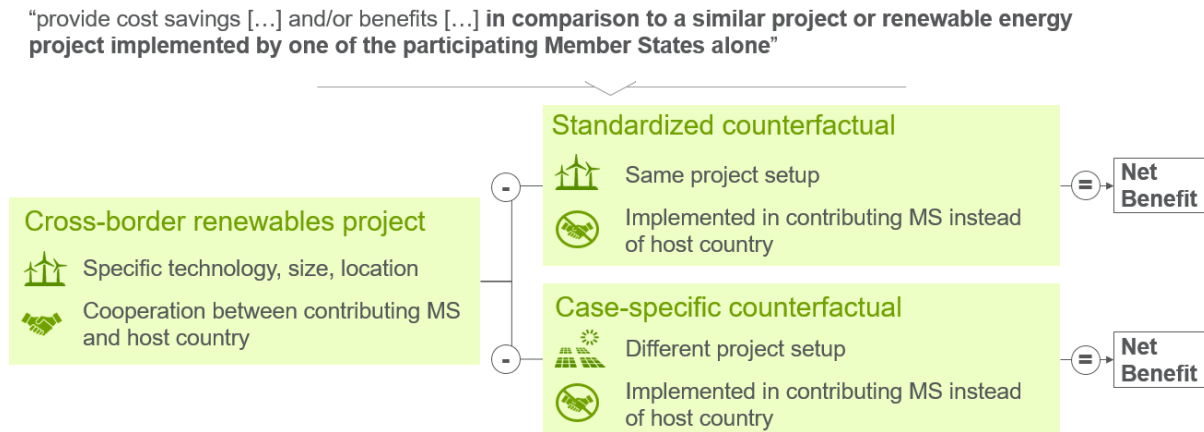 “provide cost savings […] and/or benefits […] in comparison to a similar project or renewable energy
project implemented by one of the participating Member States alone”
Cross-border renewables project
Specific technology, size, location
Cooperation between contributing MS
and host country
-
Standardized counterfactual
Same project setup
Implemented in contributing MS instead
of host country
=
Net
Benefit
-
Case-specific counterfactual
Different project setup
Implemented in contributing MS instead
of host country
=
Net
Benefit